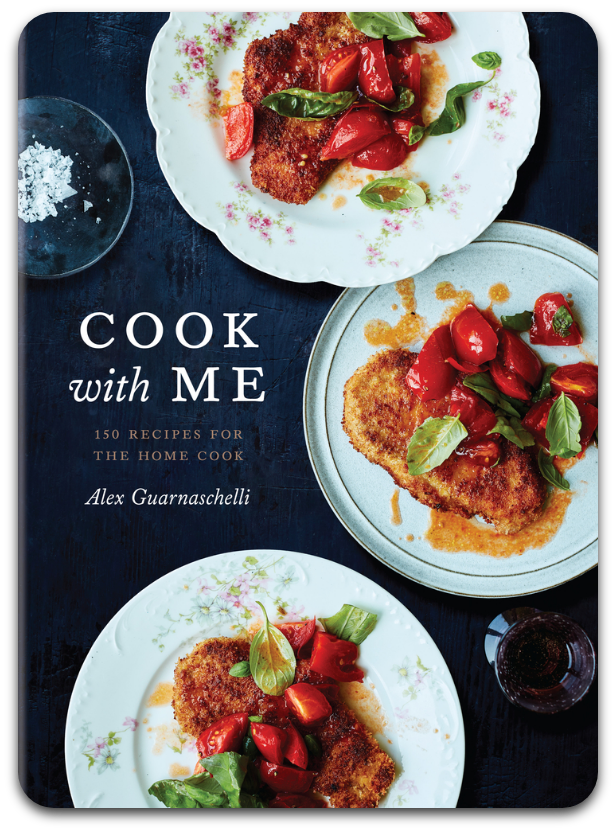 COOK
with ME
150 RECIPES FOR
THE HOME COOK
Alex Guarnaschelli